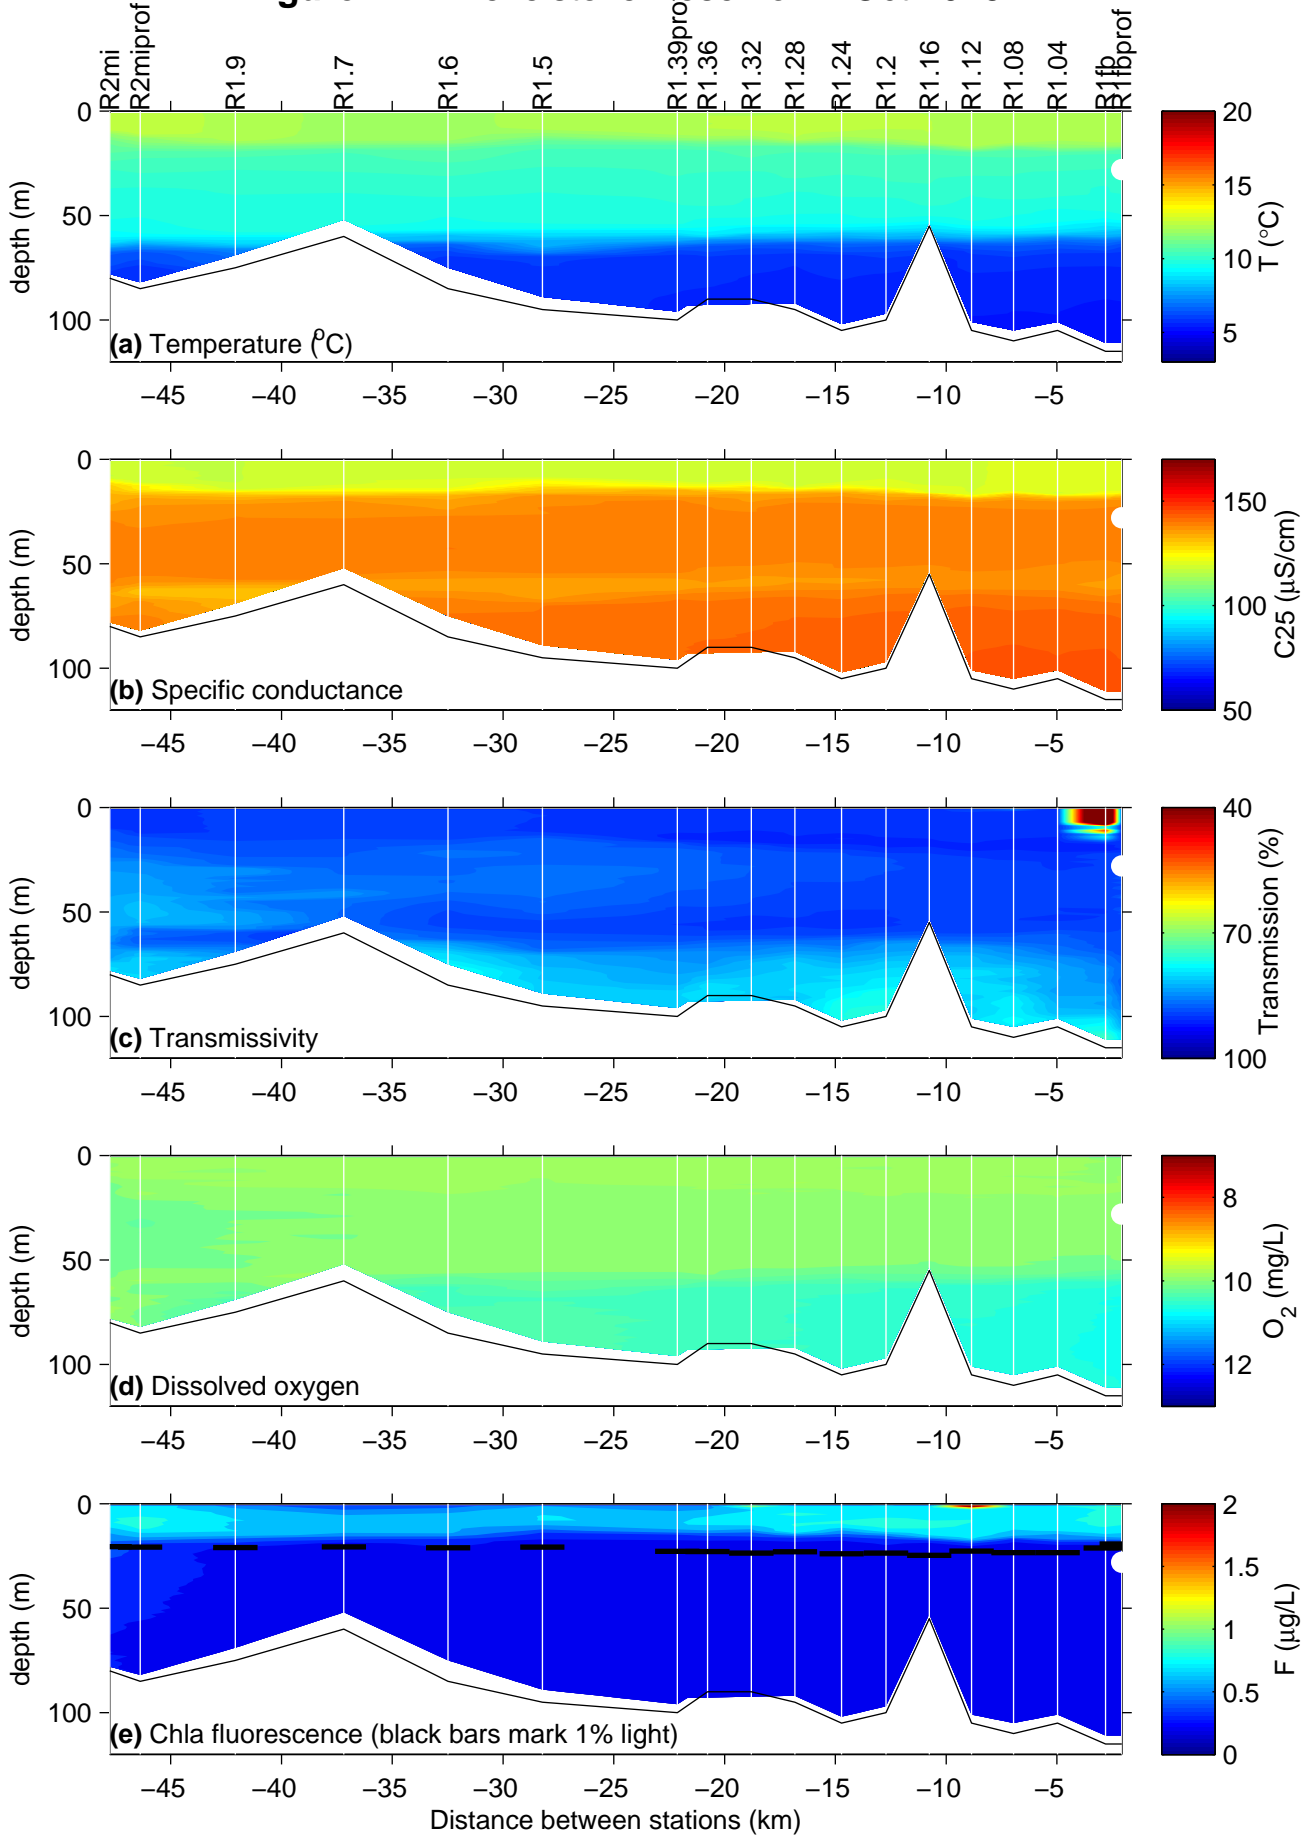 R2mi R2miprof R1.9 R1.7 R1.6 R1.5 R1.39pro R1.36 R1.32 R1.28 R1.24 R1.2 R1.16 R1.12 R1.08 R1.04 R1fb R1fbprof
0
50
100
depth (m)
(a) Temperature (ºC)
−45 −40 −35 −30 −25 −20 −15 −10 −5
20
15
10
5
T (°C)
0
50
100
depth (m)
(b) Specific conductance
−45 −40 −35 −30 −25 −20 −15 −10 −5
150
100
50
C25 (μS/cm)
0
50
100
depth (m)
(c) Transmissivity
−45 −40 −35 −30 −25 −20 −15 −10 −5
40
70
100
Transmission (%)
0
50
100
depth (m)
(d) Dissolved oxygen
−45 −40 −35 −30 −25 −20 −15 −10 −5
8
10
12
O2 (mg/L)
0
50
100
depth (m)
(e) Chla fluorescence (black bars mark 1% light)
−45 −40 −35 −30 −25 −20 −15 −10 −5
Distance between stations (km)
2
1.5
1
0.5
0
F (μg/L)